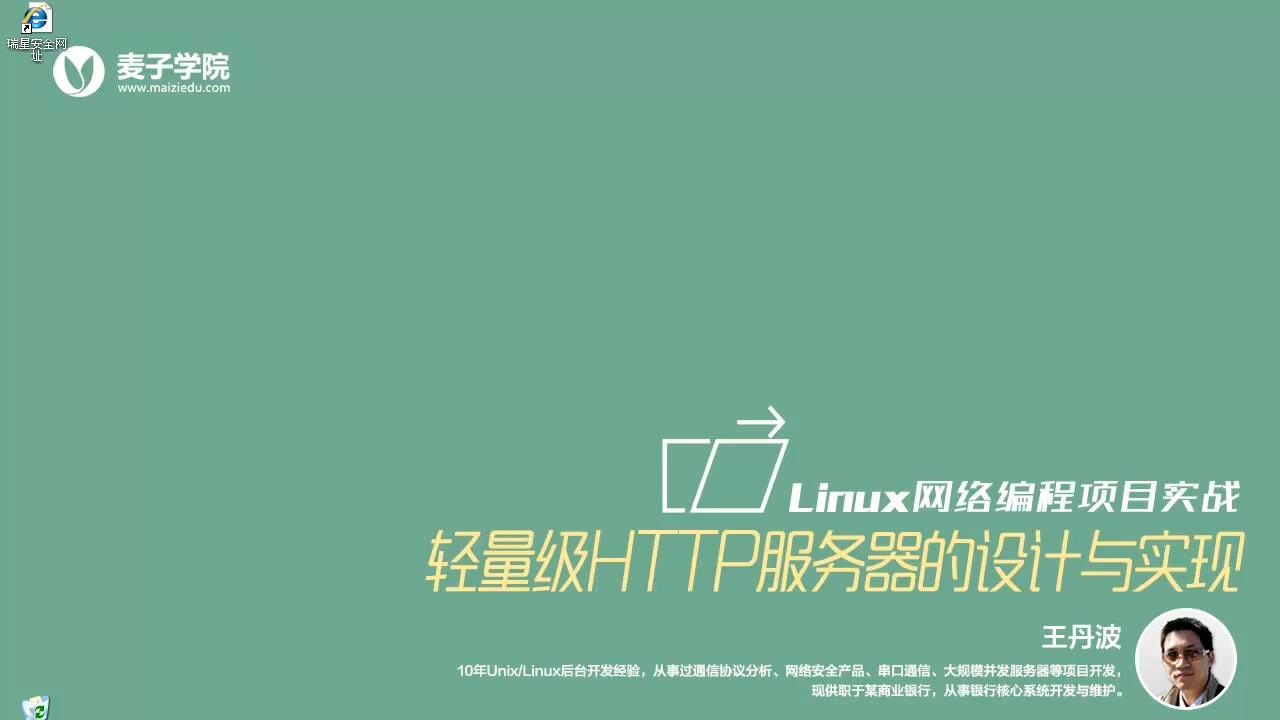 瑞星安全网
址
麦子学院
www.maiziedu.com
Linux网络编程项目实战
轻量级HTTP服务器的设计与实现
王丹波
10年Unix/Linux后台开发经验，从事过通信协议分析、网络安全产品、串口通信、大规模并发服务器等项目开发，
现供职于某商业银行，从事银行核心系统开发与维护。